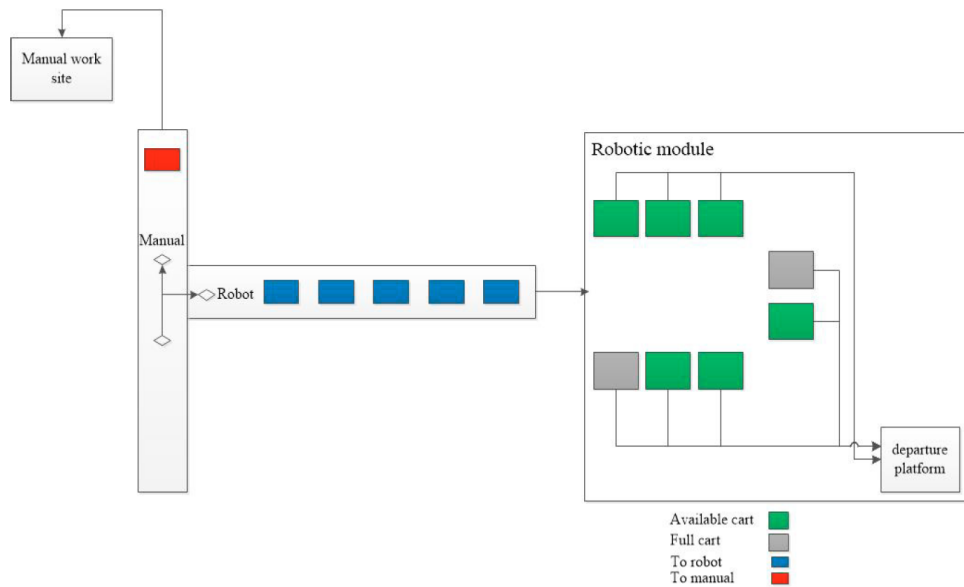 Manual work
site
Robotic module
Manual
Robot
departure
platform
Available cart
Full cart
To robot
To manual